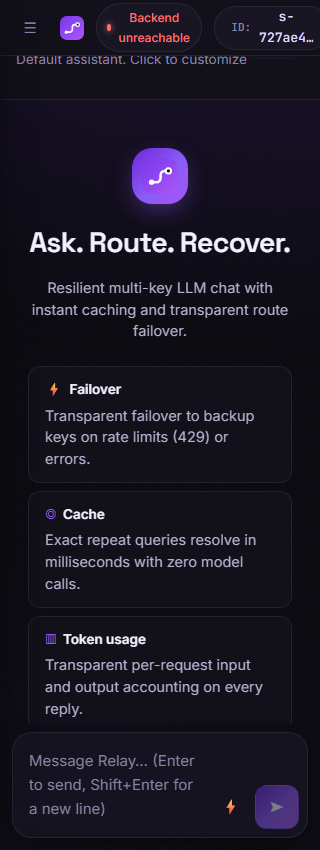 Backend
unreachable
ID:
s-
727ae4…
Default assistant. Click to customize
Ask. Route. Recover.
Resilient multi-key LLM chat with
instant caching and transparent route
failover.
Failover
Transparent failover to backup
keys on rate limits (429) or
errors.
Cache
Exact repeat queries resolve in
milliseconds with zero model
calls.
Token usage
Transparent per-request input
and output accounting on every
reply.
Message Relay... (Enter
to send, Shift+Enter for
a new line)